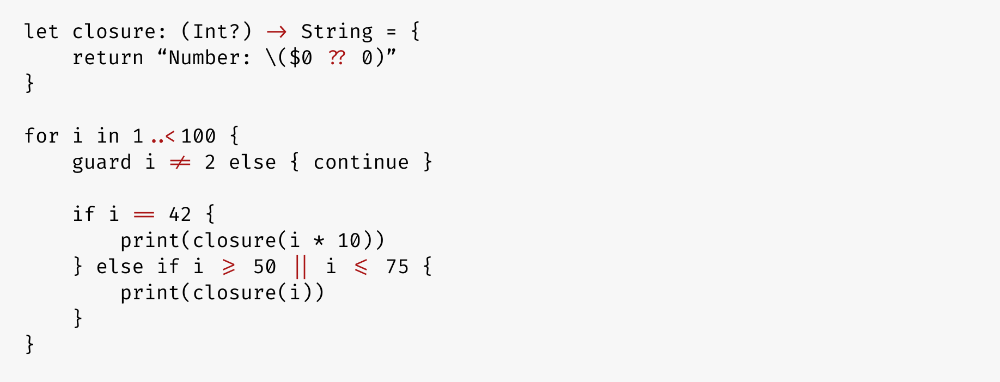 let closure: (Int?) -> String = {
    return “Number: \($0 ?? 0)”
}

for i in 1..<100 {
    guard i != 2 else { continue }

    if i == 42 {
        print(closure(i * 10))
    } else if i >= 50 || i <= 75 {
        print(closure(i))
    }
}